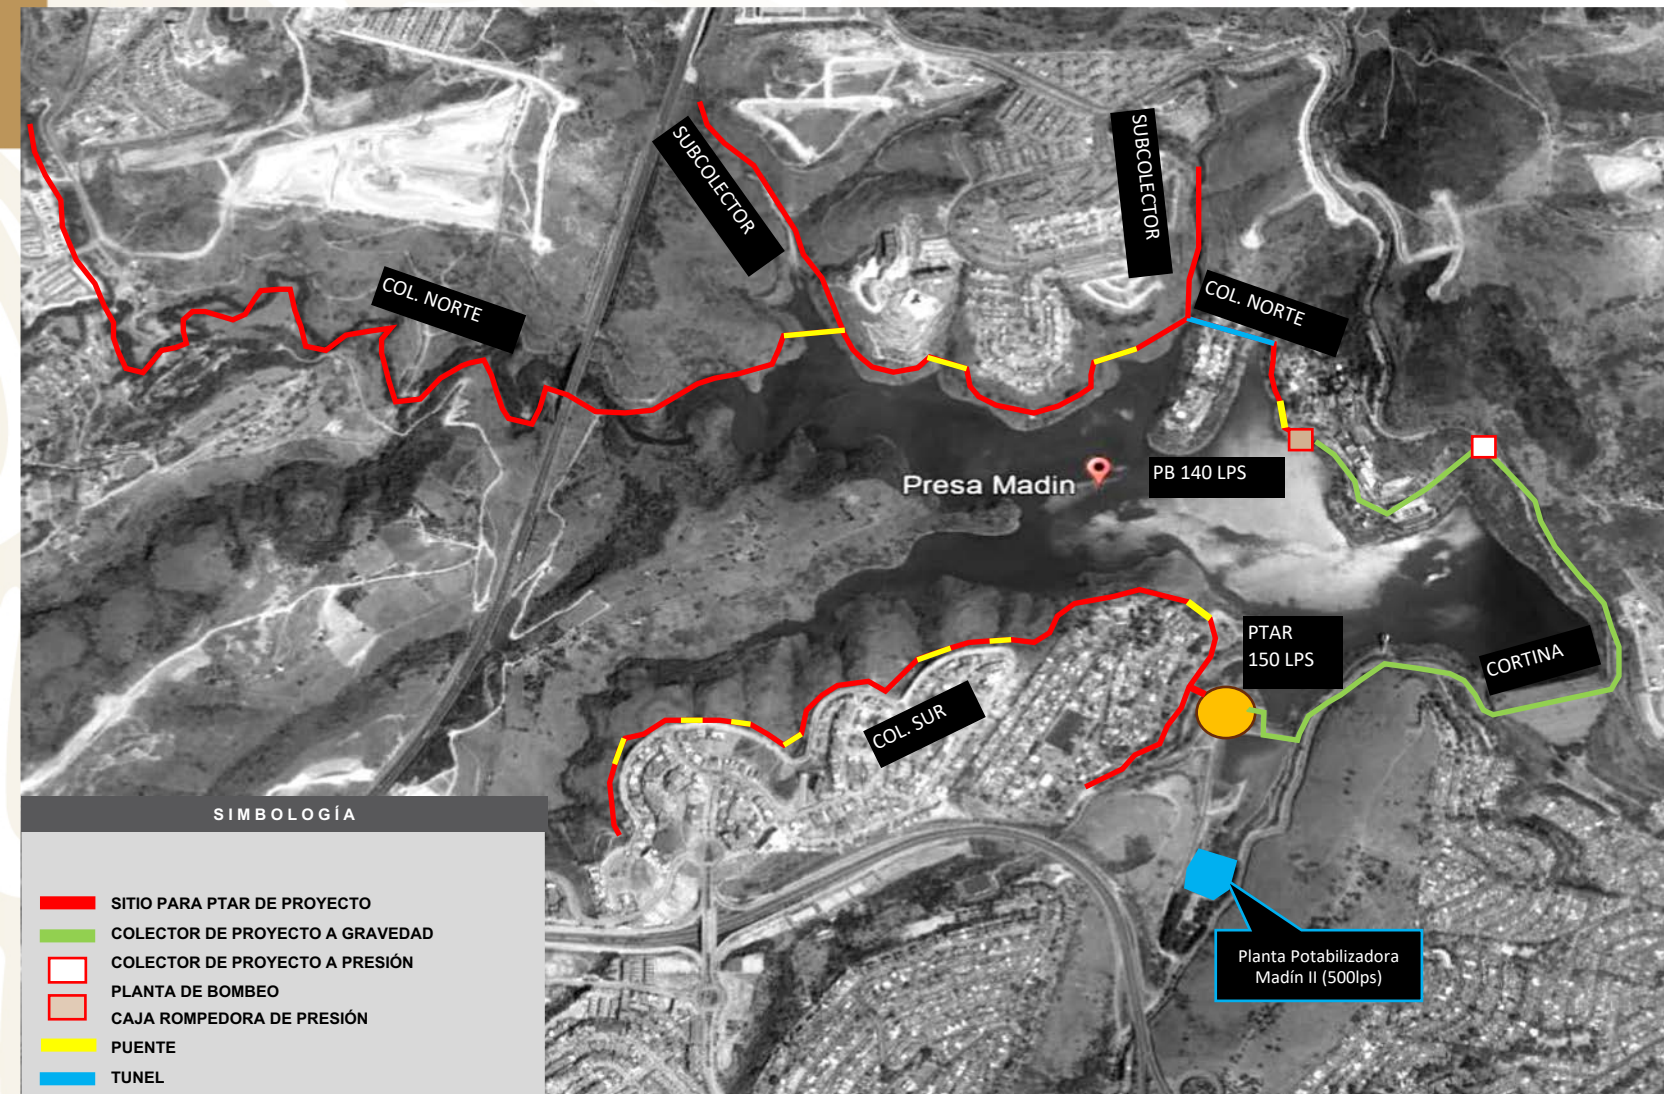 SUBCOLECTOR
SUBCOLECTOR
COL. NORTE
COL. NORTE
PB 140 LPS
Presa Madin
PTAR
150 LPS
CORTINA
COL. SUR
SIMBOLOGÍA
SITIO PARA PTAR DE PROYECTO
COLECTOR DE PROYECTO A GRAVEDAD
COLECTOR DE PROYECTO A PRESIÓN
PLANTA DE BOMBEO
CAJA ROMPEDORA DE PRESIÓN
PUENTE
TUNEL
Planta Potabilizadora
Madín II (500lps)